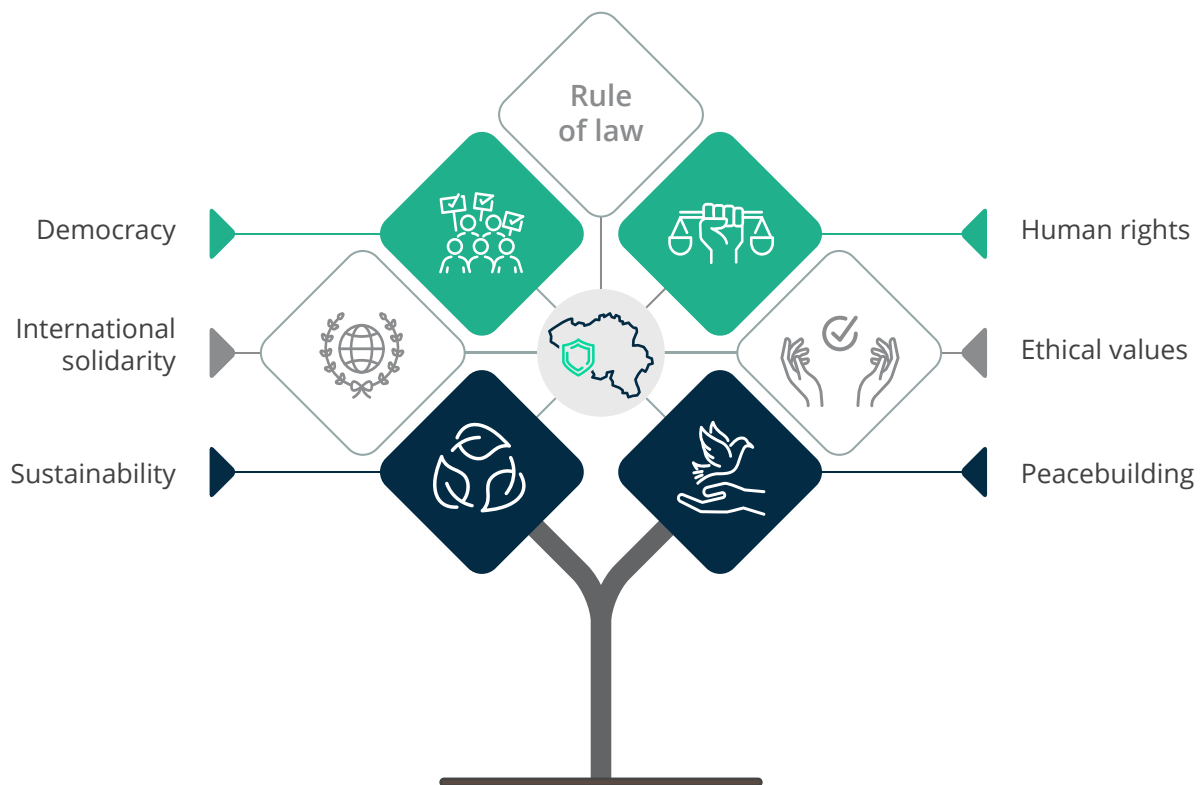 Rule
of law
Democracy
Human rights
International
solidarity
Ethical values
Sustainability
Peacebuilding